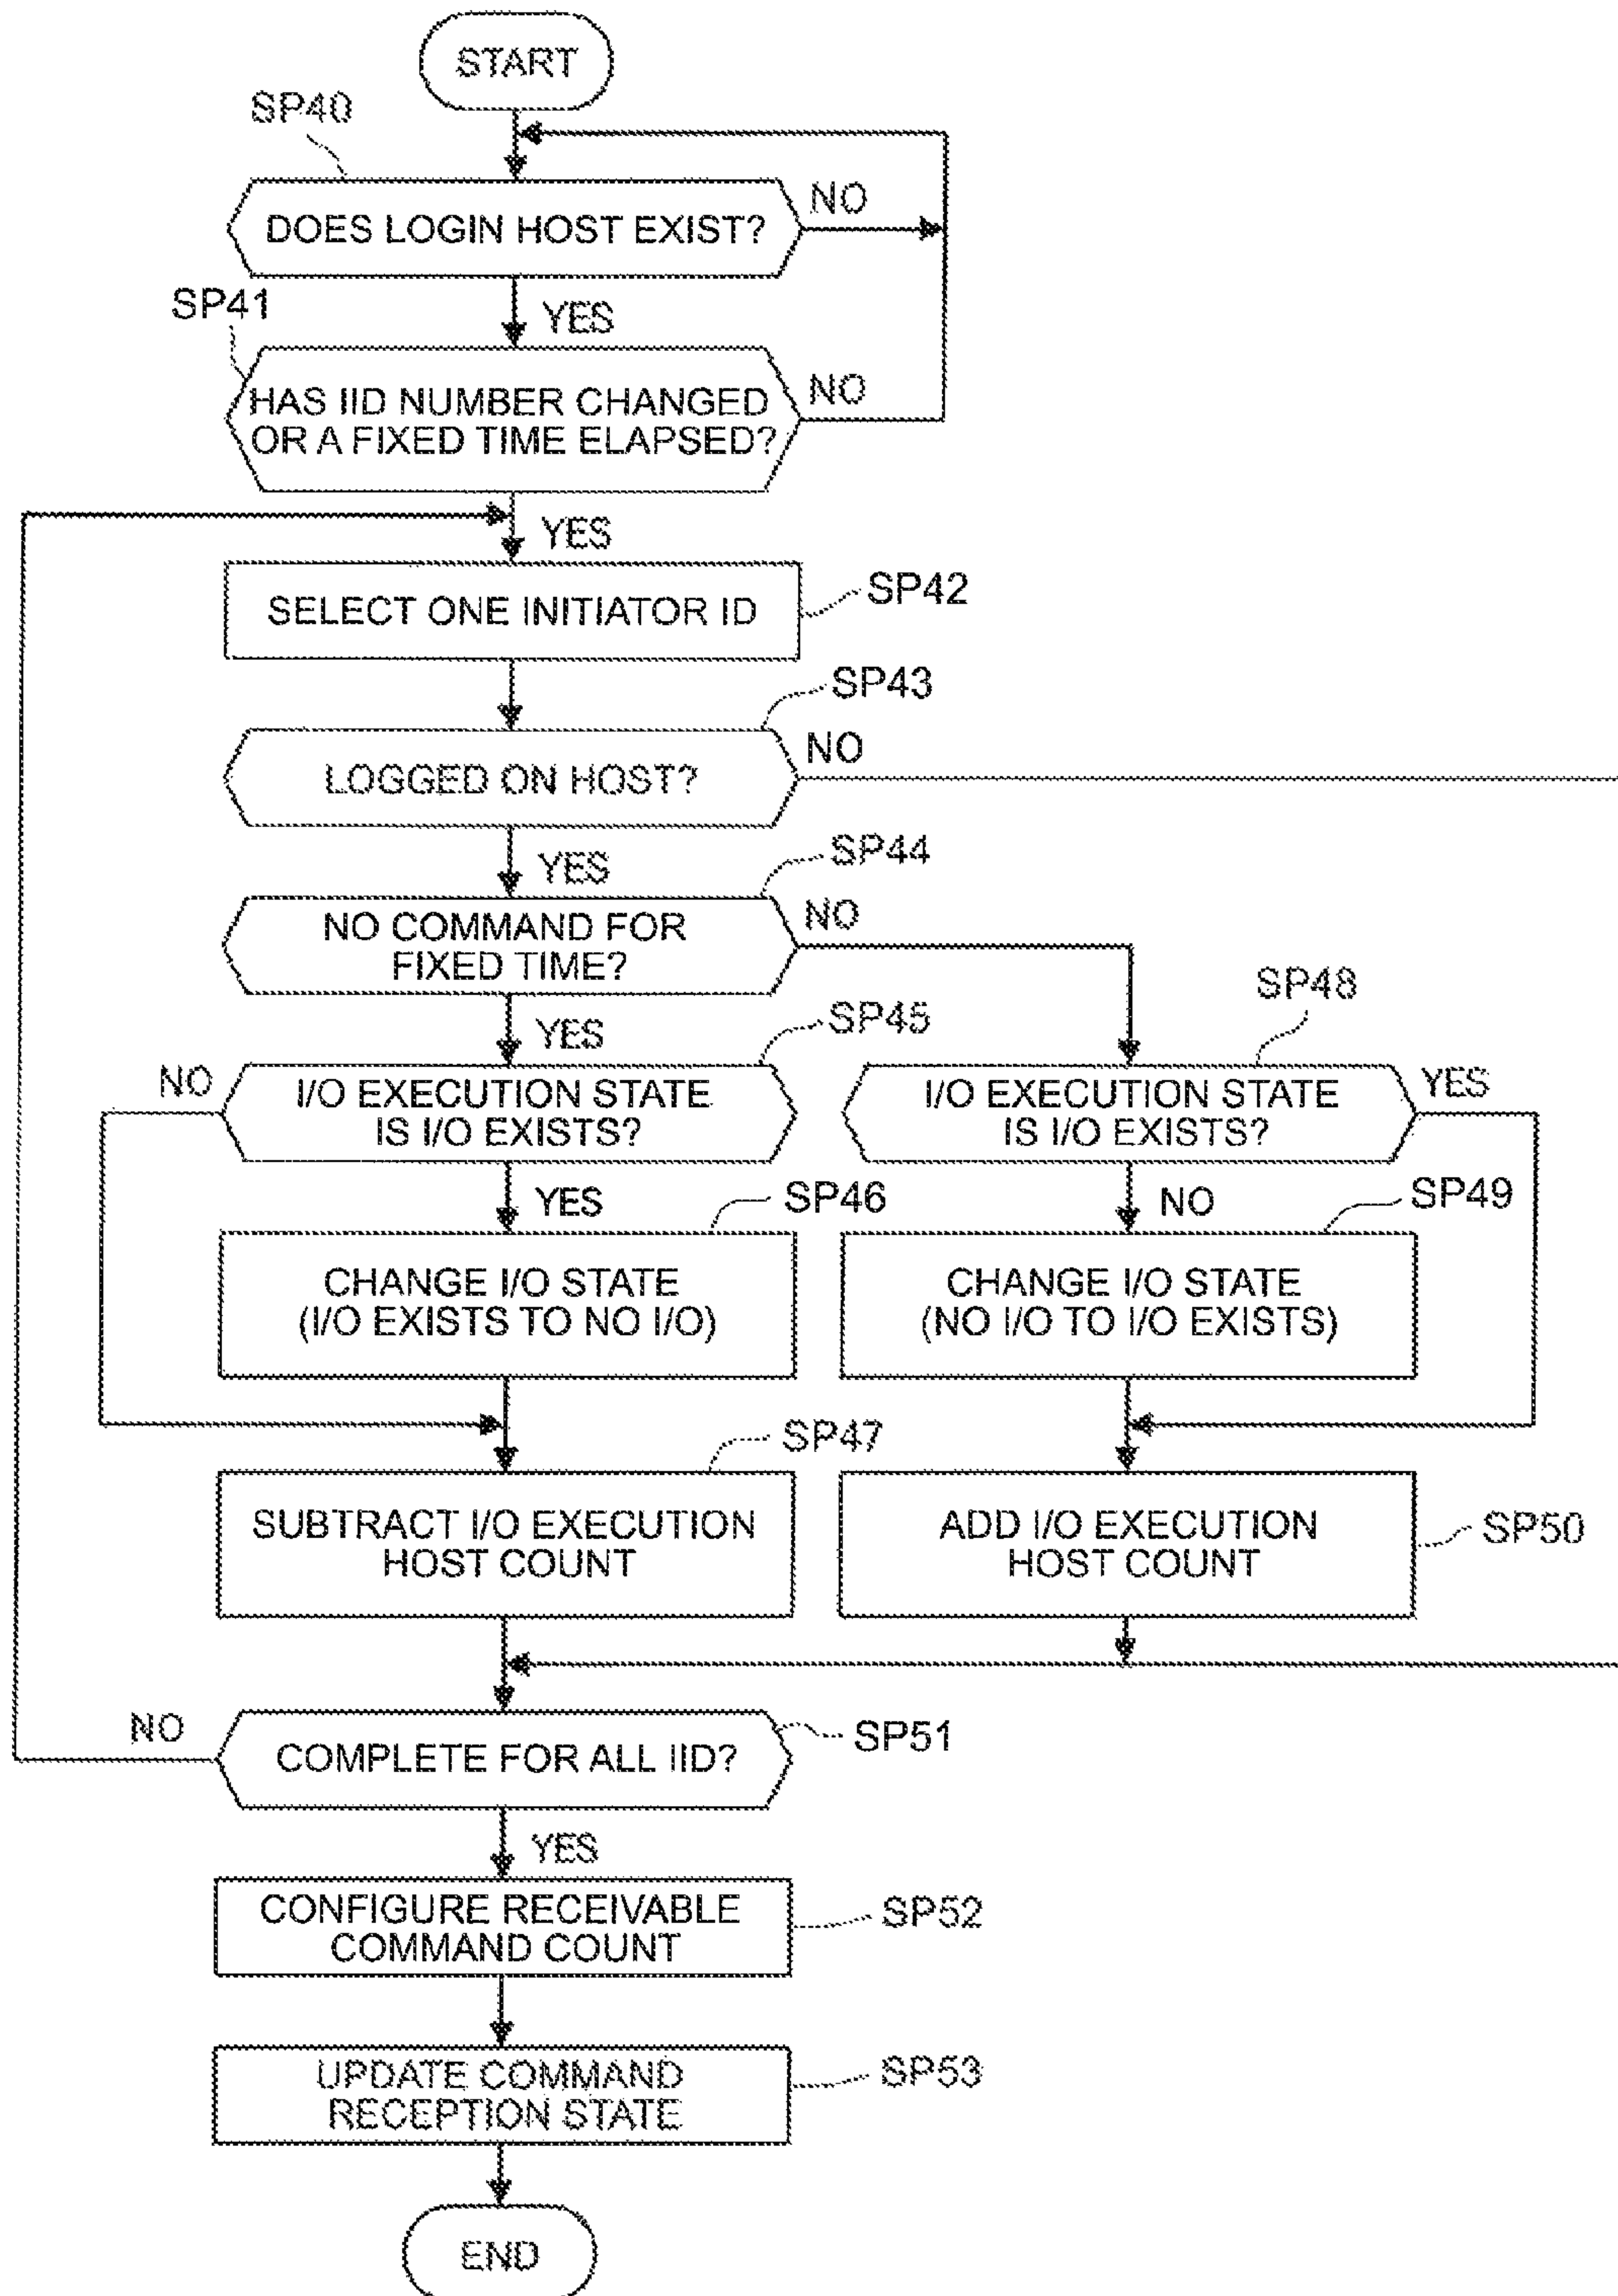 START
SP40
DOES LOGIN HOST EXIST?
NO
SP41
YES
HAS IID NUMBER CHANGED
OR A FIXED TIME ELAPSED?
NO
YES
SELECT ONE INITIATOR ID
SP42
SP43
LOGGED ON HOST?
NO
YES
SP44
NO COMMAND FOR
FIXED TIME?
NO
YES
SP45
SP48
NO
I/O EXECUTION STATE
IS I/O EXISTS?
I/O EXECUTION STATE
IS I/O EXISTS?
YES
YES
SP46
NO
SP49
CHANGE I/O STATE
(I/O EXISTS TO NO I/O)
CHANGE I/O STATE
(NO I/O TO I/O EXISTS)
SP47
SUBTRACT I/O EXECUTION
HOST COUNT
ADD I/O EXECUTION
HOST COUNT
SP50
NO
COMPLETE FOR ALL IID?
SP51
YES
CONFIGURE RECEIVABLE
COMMAND COUNT
SP52
UPDATE COMMAND
RECEPTION STATE
SP53
END